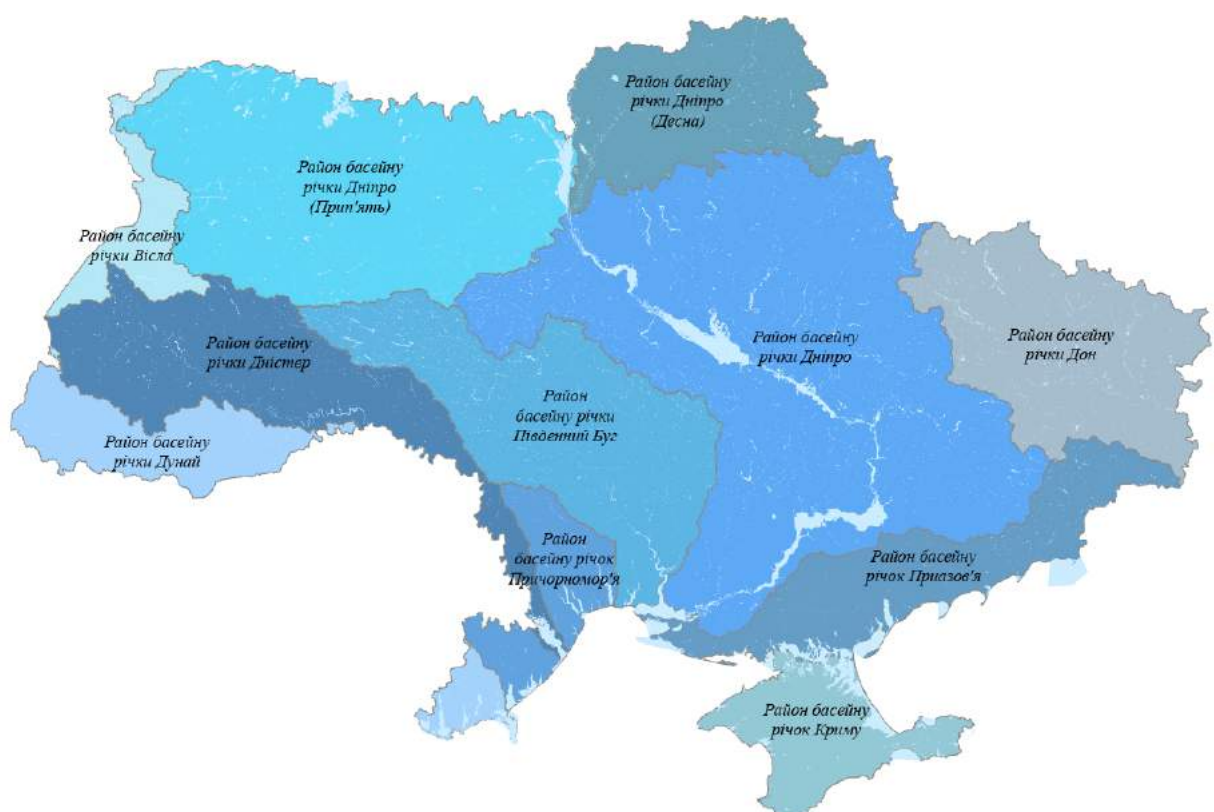 Район басейну
річки Дніпро
(Десна)
Район басейну
річки Дніпро
(Прип'ять)
Район басейну
річки Вісла
Район басейну
річки Дністер
Район басейну
річки Дніпро
Район басейну
річки Дон
Район
басейну річки
Південний Буг
Район басейну
річки Дунай
Район
басейну річок
Причорномор'я
Район басейну
річок Приазов'я
Район басейну
річок Криму